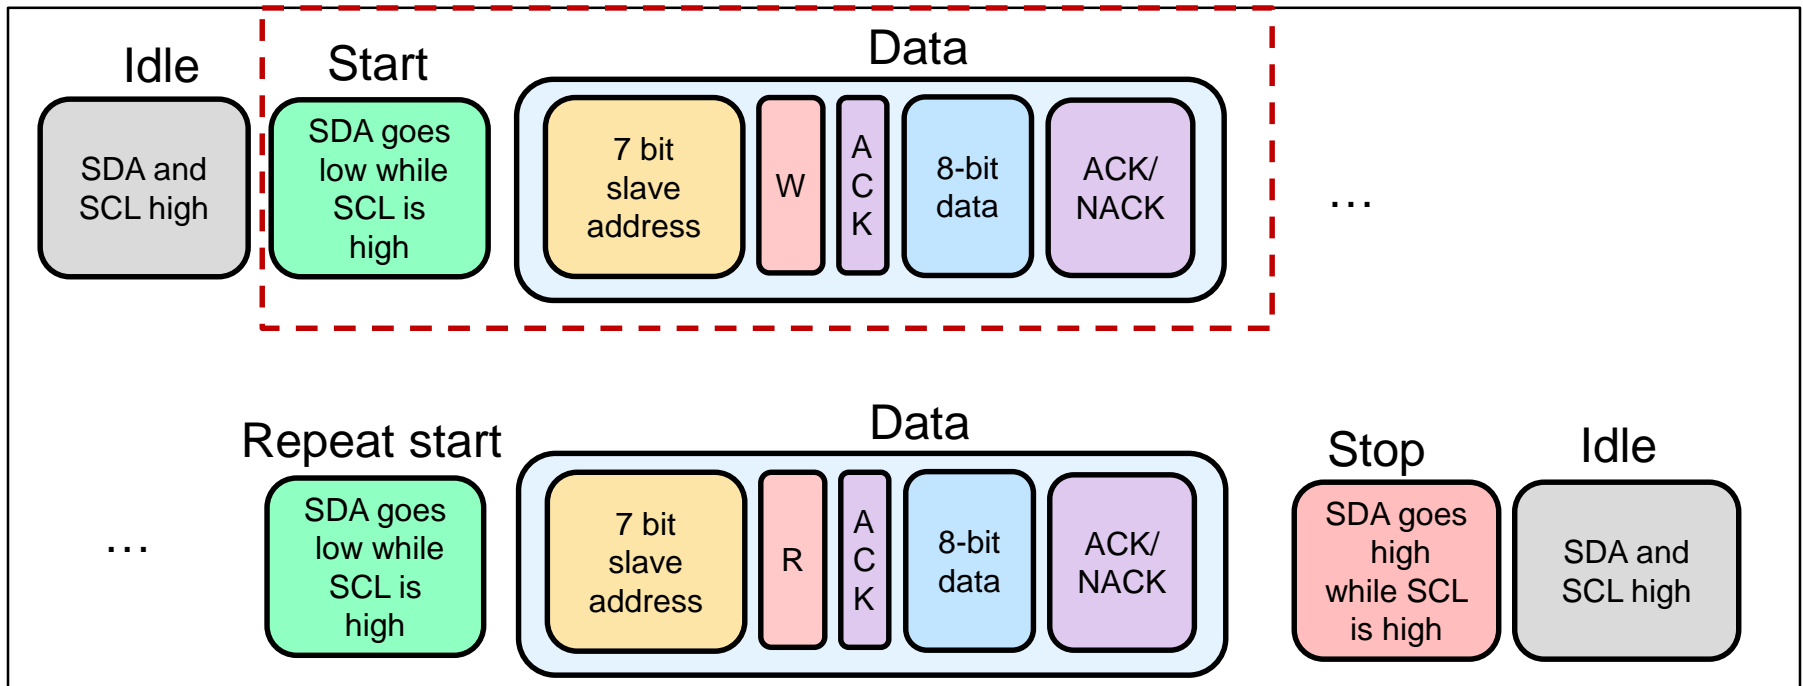 Idle
Start
Data
SDA and
SCL high
SDA goes
low while
SCL is
high
7 bit
slave
address
W
A
C
K
8-bit
data
ACK/
NACK
...
Repeat start
Data
Stop
Idle
...
SDA goes
low while
SCL is
high
7 bit
slave
address
R
A
C
K
8-bit
data
ACK/
NACK
SDA goes
high
while SCL
is high
SDA and
SCL high